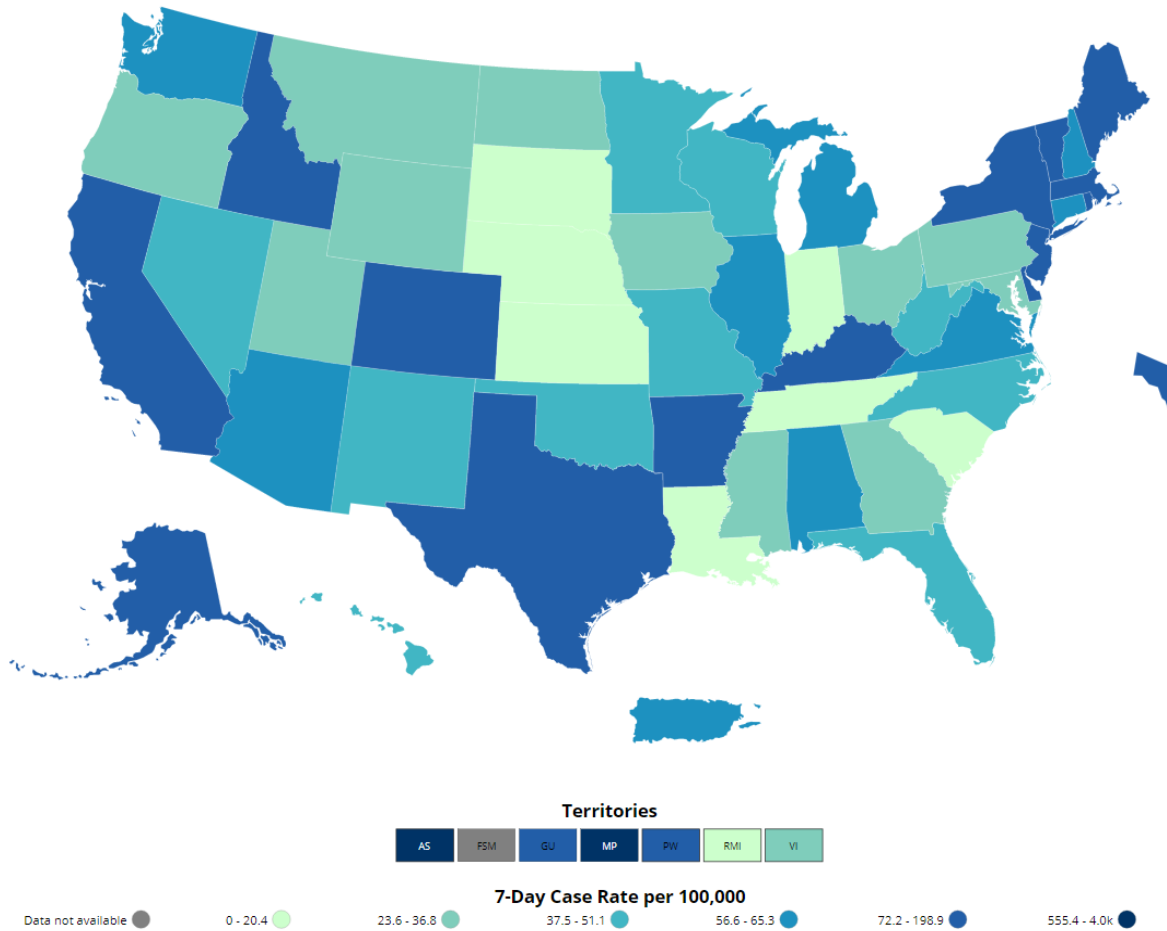 Territories
AS FSM GU MP PW RMI VI
7-Day Case Rate per 100,000
Data not available 0 - 20.4 23.6 - 36.8 37.5 - 51.1 56.6 - 65.3 72.2 - 198.9 555.4 - 4.0k